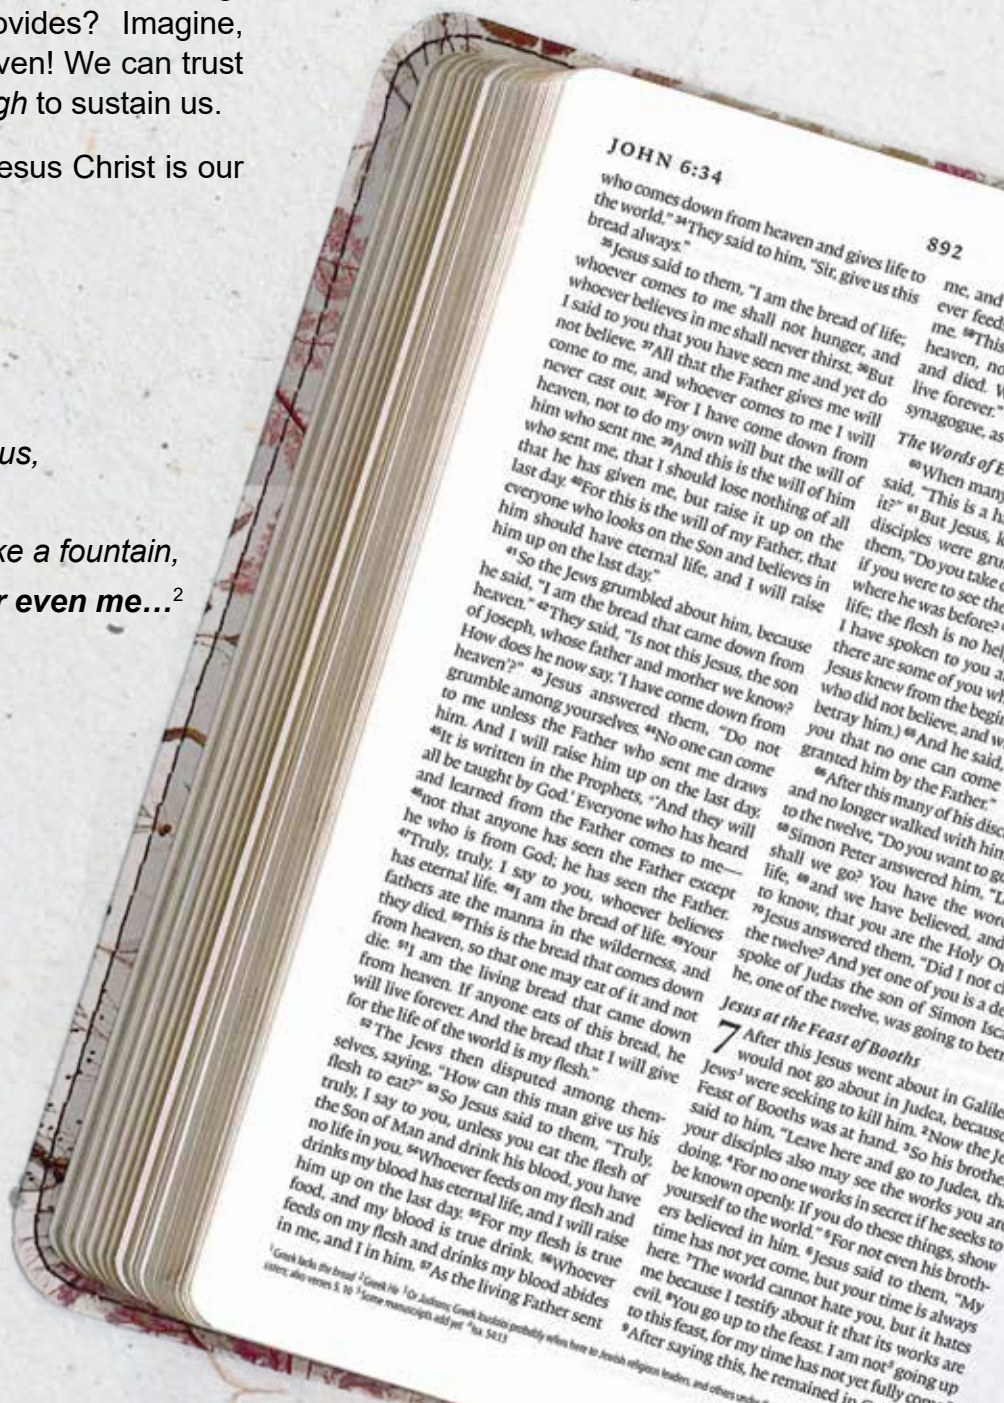 ovides? Imagine,
ven! We can trust
gh to sustain us.
esus Christ is our
us,
ke a fountain,
r even me…2
JOHN 6:34
892
who comes down from heaven and gives life to
the world.” 34They said to him, “Sir, give us this
bread always.”
35Jesus said to them, “I am the bread of life;
whoever comes to me shall not hunger, and
whoever believes in me shall never thirst. 36But
I said to you that you have seen me and yet do
not believe. 37All that the Father gives me will
come to me, and whoever comes to me I will
never cast out. 38For I have come down from
heaven, not to do my own will but the will of
him who sent me. 39And this is the will of him
who sent me, that I should lose nothing of all
that he has given me, but raise it up on the
last day. 40For this is the will of my Father, that
everyone who looks on the Son and believes in
him should have eternal life, and I will raise
him up on the last day.”
41So the Jews grumbled about him, because
he said, “I am the bread that came down from
heaven.” 42They said, “Is not this Jesus, the son
of Joseph, whose father and mother we know?
How does he now say, ‘I have come down from
heaven’?” 43Jesus answered them, “Do not
grumble among yourselves. 44No one can come
to me unless the Father who sent me draws
him. And I will raise him up on the last day.
45It is written in the Prophets, ‘And they will
all be taught by God.’ Everyone who has heard
and learned from the Father comes to me—
46not that anyone has seen the Father except
he who is from God; he has seen the Father.
47Truly, truly, I say to you, whoever believes
has eternal life. 48I am the bread of life. 49Your
fathers ate the manna in the wilderness, and
they died. 50This is the bread that comes down
from heaven, so that one may eat of it and not
die. 51I am the living bread that came down
from heaven. If anyone eats of this bread, he
will live forever. And the bread that I will give
for the life of the world is my flesh.”
52The Jews then disputed among them-
selves, saying, “How can this man give us his
flesh to eat?” 53So Jesus said to them, “Truly,
truly, I say to you, unless you eat the flesh of
the Son of Man and drink his blood, you have
no life in you. 54Whoever feeds on my flesh and
drinks my blood has eternal life, and I will raise
him up on the last day. 55For my flesh is true
food, and my blood is true drink. 56Whoever
feeds on my flesh and drinks my blood abides
in me, and I in him. 57As the living Father sent
me, and
ever feed
me. 58This
heaven, no
and died. W
live forever.
synagogue, as
The Words of E
60When many
said, “This is a h
it?” 61But Jesus, k
disciples were gru
them, “Do you take o
if you were to see the
where he was before?
life; the flesh is no hel
I have spoken to you a
there are some of you w
Jesus knew from the begi
who did not believe, and w
betray him.) 65And he said,
you that no one can come
granted him by the Father.”
66After this many of his disc
and no longer walked with him
to the twelve, “Do you want to go
68Simon Peter answered him, “L
shall we go? You have the wor
life, 69and we have believed, and
to know, that you are the Holy O
70Jesus answered them, “Did I not c
the twelve? And yet one of you is a de
spoke of Judas the son of Simon Isca
he, one of the twelve, was going to betr
Jesus at the Feast of Booths
7 After this Jesus went about in Galile
would not go about in Judea, because
Jews3 were seeking to kill him. 2Now the Je
Feast of Booths was at hand. 3So his brothe
said to him, “Leave here and go to Judea, th
your disciples also may see the works you ar
doing. 4For no one works in secret if he seeks to
be known openly. If you do these things, show
yourself to the world.” 5For not even his broth-
ers believed in him. 6Jesus said to them, “My
time has not yet come, but your time is always
here. 7The world cannot hate you, but it hates
me because I testify about it that its works are
evil. 8You go up to the feast. I am not5 going up
to this feast, for my time has not yet fully come.”
9After saying this, he remained in
1 Greek lacks the bread 2 Greek He 3 Or Judeans; Greek Ioudaioi probably refers here to Jewish religious leaders, and others under
sisters; also verses 5, 10 5 Some manuscripts add yet